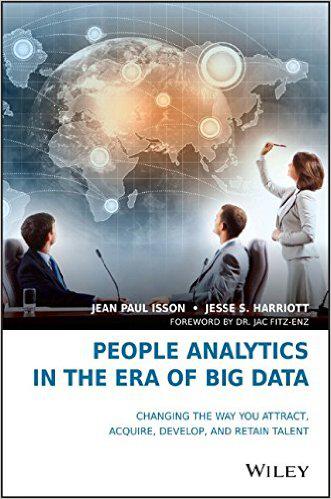 JEAN PAUL ISSON • JESSE S. HARRIOTT
FOREWORD BY DR. JAC FITZ-ENZ
PEOPLE ANALYTICS
IN THE ERA OF BIG DATA
CHANGING THE WAY YOU ATTRACT,
ACQUIRE, DEVELOP, AND RETAIN TALENT
WILEY